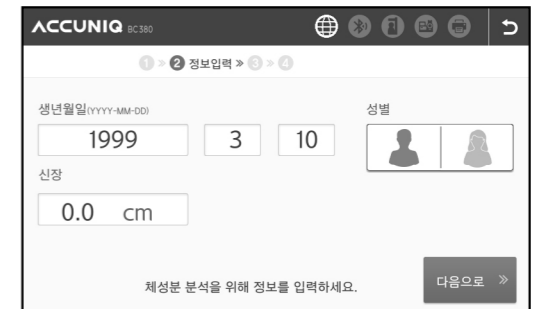 ACCUNIQ BC380
1 » 2 정보입력 » 3 » 4
생년월일(YYYY-MM-DD) 성별
1999 3 10
신장
0.0 cm
체성분 분석을 위해 정보를 입력하세요.
다음으로 »